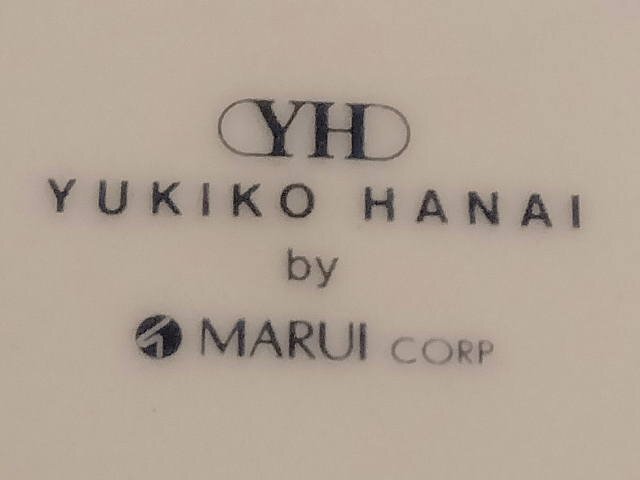 YH
YUKIKO HANAI
by
MARUI CORP